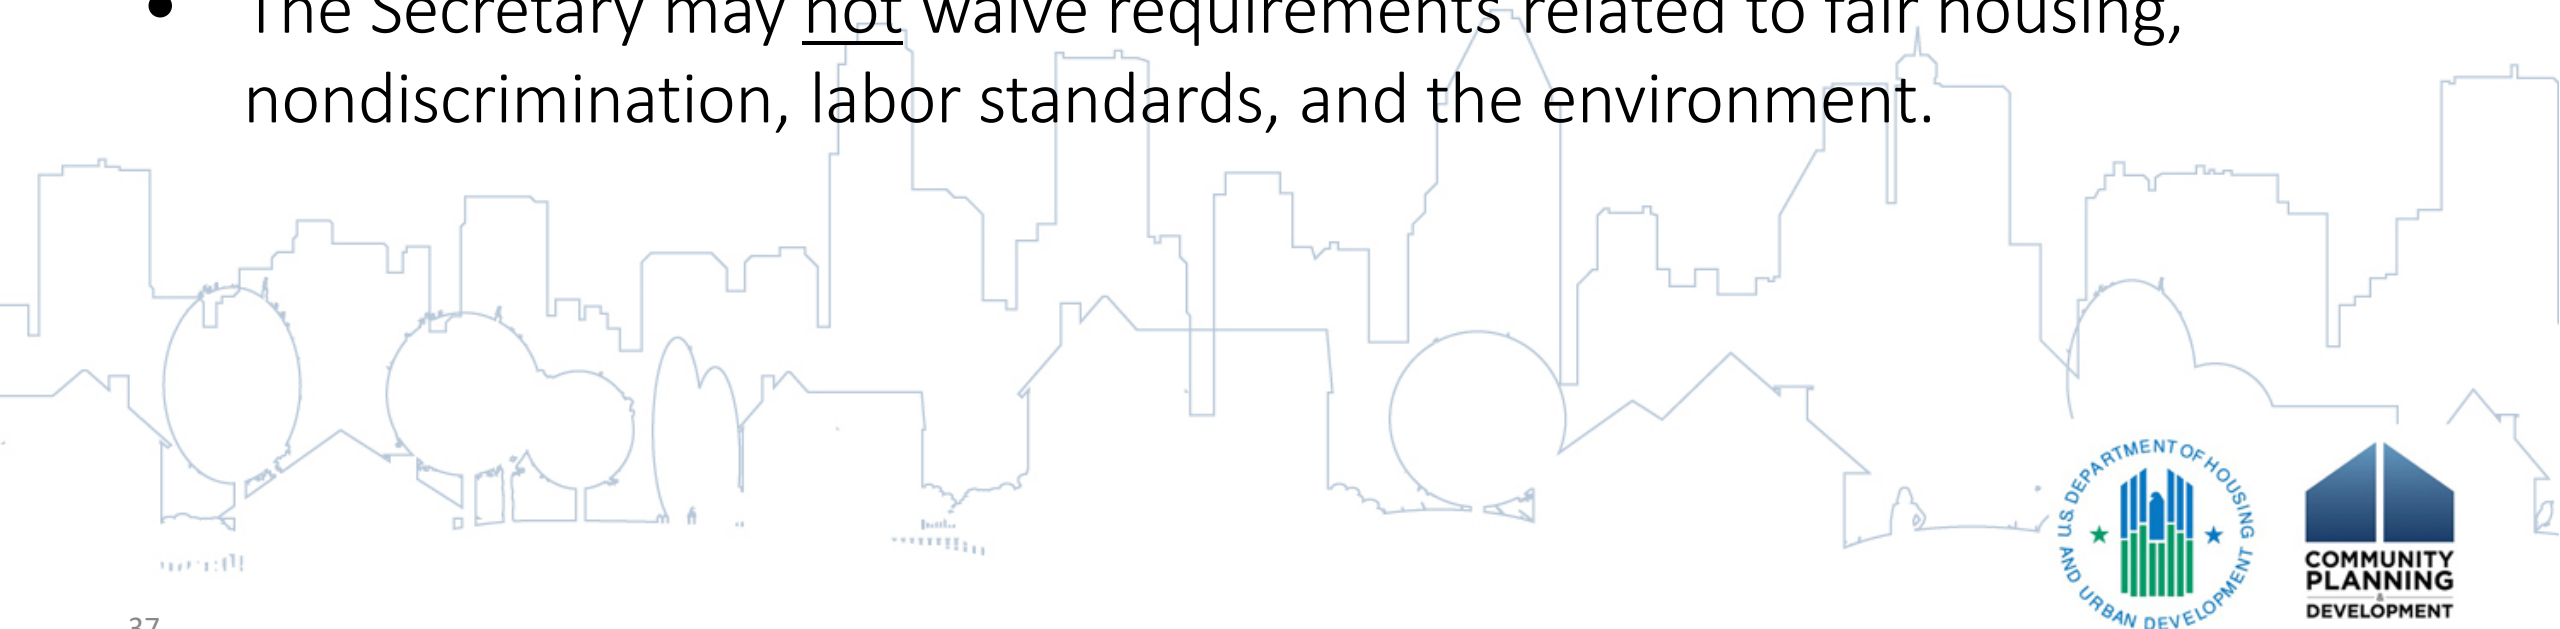 • The Secretary may not waive requirements related to fair housing,
nondiscrimination, labor standards, and the environment.
U.S. DEPARTMENT OF HOUSING
AND URBAN DEVELOPMENT
COMMUNITY
PLANNING
&
DEVELOPMENT
37